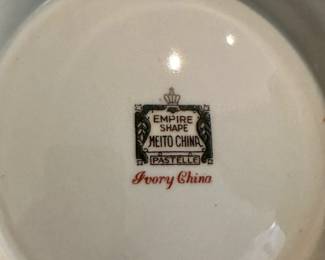 EMPIRE
SHAPE
MEITO CHINA
PASTELLE
Ivory China